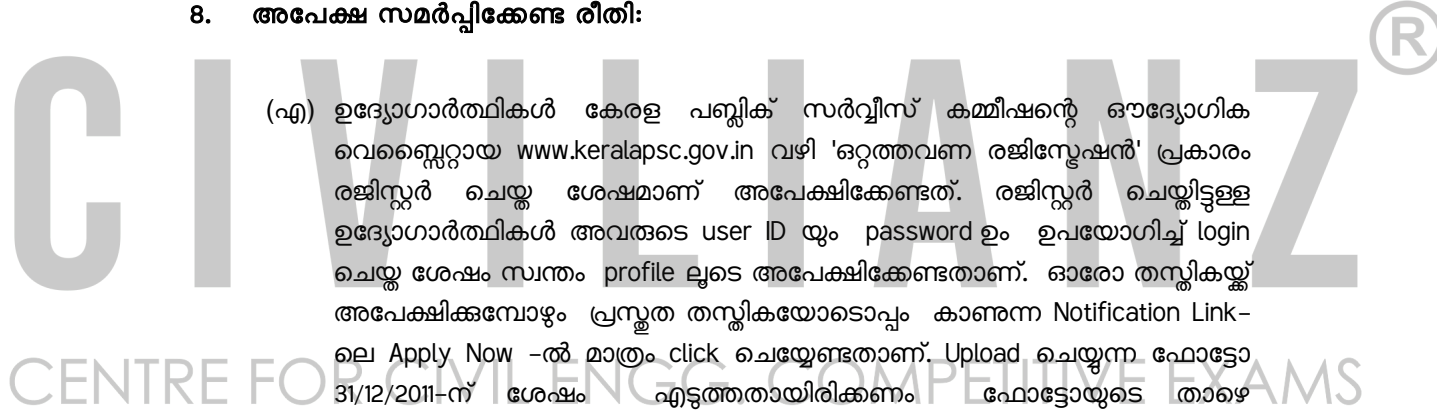 8. അപേക്ഷ സമർപ്പിക്കേണ്ട രീതി:
CIVILIANZ®
(എ) ഉദ്യോഗാർത്ഥികൾ കേരള പബ്ലിക് സർവ്വീസ് കമ്മീഷന്റെ ഔദ്യോഗിക
വെബ്ബ്സൈറ്റായ www.keralapsc.gov.in വഴി 'ഒറ്റത്തവണ രജിസ്ട്രേഷൻ' പ്രകാരം
രജിസ്റ്റർ ചെയ്ത ശേഷമാണ് അപേക്ഷിക്കേണ്ടത്. രജിസ്റ്റർ ചെയ്തിട്ടുള്ള
ഉദ്യോഗാർത്ഥികൾ അവരുടെ user ID യും password ഉം ഉപയോഗിച്ച് login
ചെയ്ത ശേഷം സ്വന്തം profile ലൂടെ അപേക്ഷിക്കേണ്ടതാണ്. ഓരോ തസ്തികയ്ക്ക്
അപേക്ഷിക്കുമ്പോഴും പ്രസ്തുത തസ്തികയോടൊപ്പം കാണുന്ന Notification Link-
ലെ Apply Now -ൽ മാത്രം click ചെയ്യേണ്ടതാണ്. Upload ചെയ്യുന്ന ഫോട്ടോ
CENTRE FOR CIVIL ENGG. COMPETITIVE EXAMS
31/12/2011-ന് ശേഷം എടുത്തതായിരിക്കണം ഫോട്ടോയുടെ താഴെ